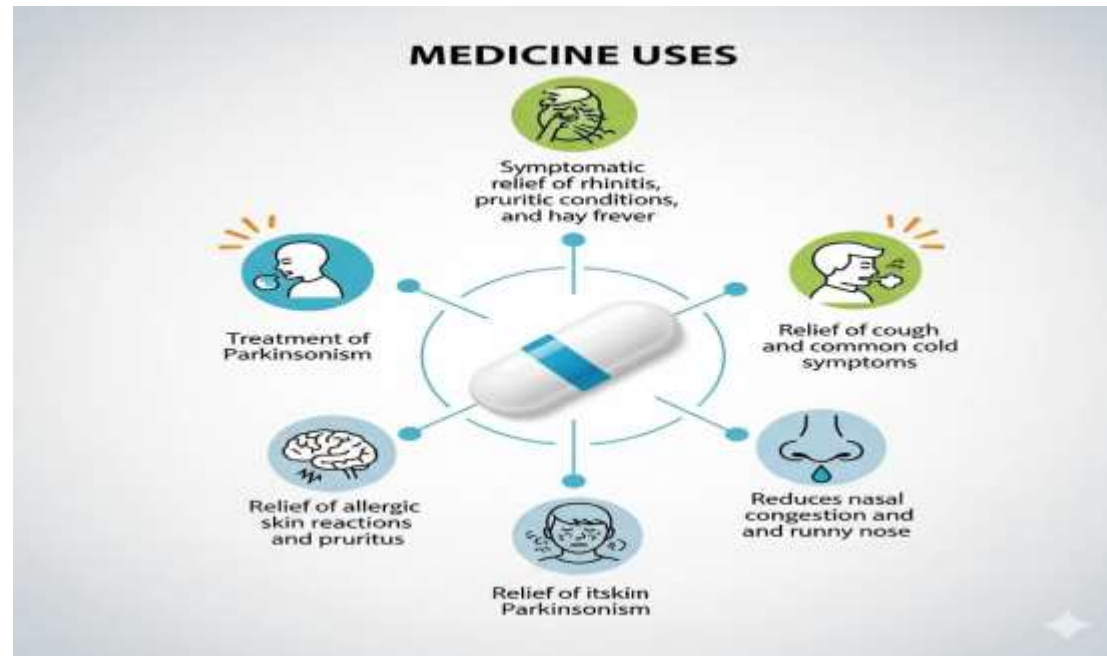 MEDICINE USES
Symptomatic
relief of rhinitis,
pruritic conditions,
and hay frever
Treatment of
Parkinsonism
Relief of cough
and common cold
symptoms
Relief of allergic
skin reactions
and pruritus
Reduces nasal
congestion and
and runny nose
Relief of itskim
Parkinsonism